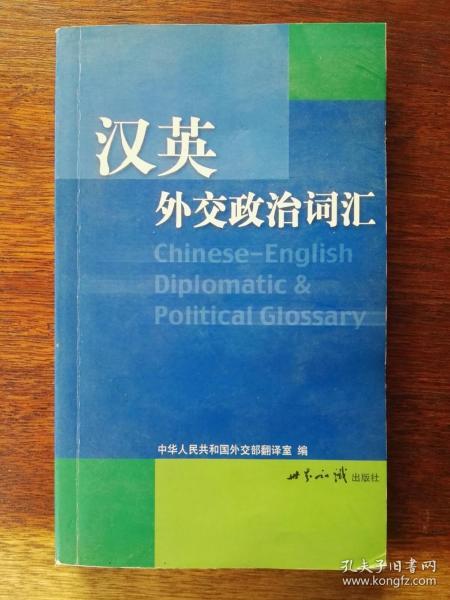 汉英
外交政治词汇
Chinese-English
Diplomatic &
Political Glossary
中华人民共和国外交部翻译室 编
世界知识出版社
孔夫子旧书网
www.kongfz.com